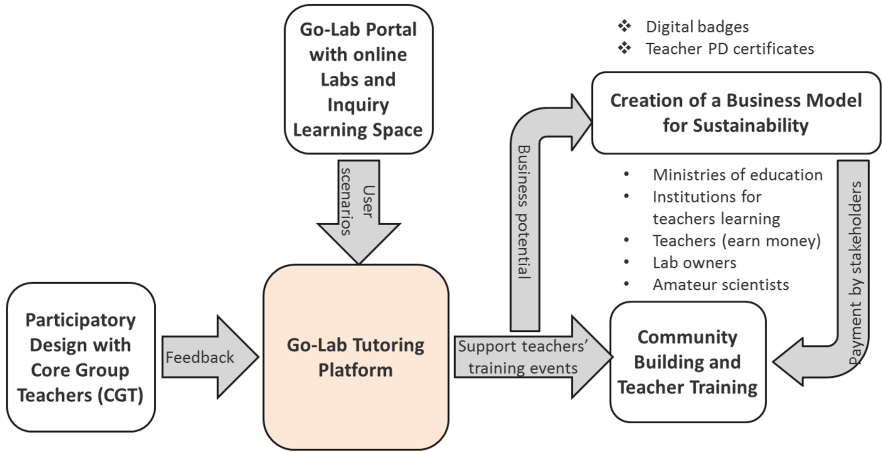 Go-Lab Portal
with online
Labs and
Inquiry
Learning Space
❖ Digital badges
❖ Teacher PD certificates
Creation of a Business Model
for Sustainability
User
scenarios
Business potential
• Ministries of education
• Institutions for
teachers learning
• Teachers (earn money)
• Lab owners
• Amateur scientists
Payment by stakeholders
Participatory
Design with
Core Group
Teachers (CGT)
Feedback
Go-Lab Tutoring
Platform
Support teachers’
training events
Community
Building and
Teacher Training